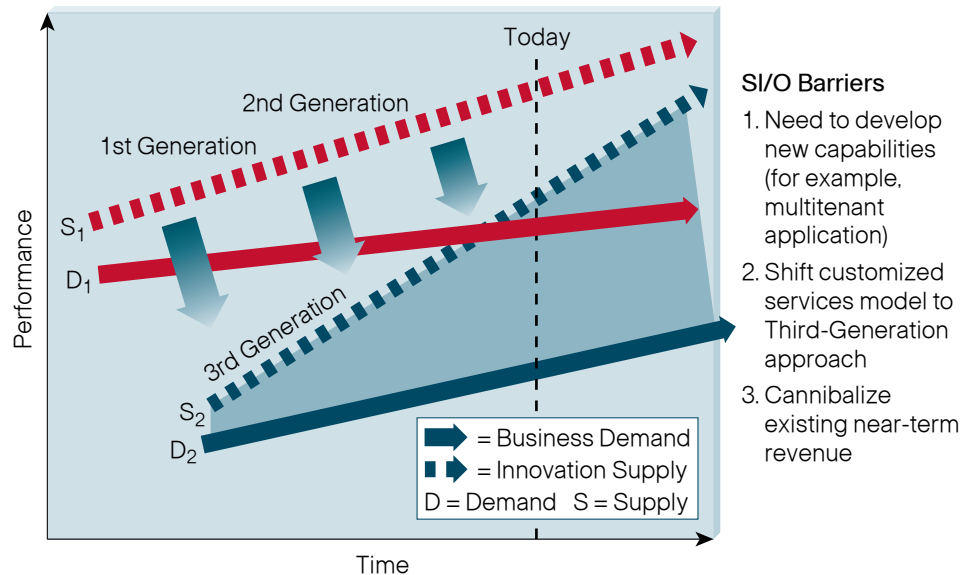 Today
2nd Generation
1st Generation
S1
D1
3rd Generation
S2
D2
Performance
Time
= Business Demand
= Innovation Supply
D = Demand S = Supply
SI/O Barriers
1. Need to develop
new capabilities
(for example,
multitenant
application)
2. Shift customized
services model to
Third-Generation
approach
3. Cannibalize
existing near-term
revenue